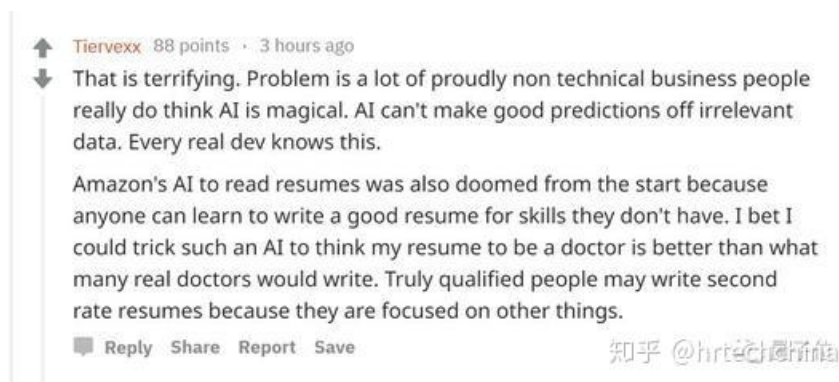 Tiervexx 88 points · 3 hours ago
That is terrifying. Problem is a lot of proudly non technical business people
really do think AI is magical. AI can't make good predictions off irrelevant
data. Every real dev knows this.
Amazon's AI to read resumes was also doomed from the start because
anyone can learn to write a good resume for skills they don't have. I bet I
could trick such an AI to think my resume to be a doctor is better than what
many real doctors would write. Truly qualified people may write second
rate resumes because they are focused on other things.
Reply Share Report Save
知乎 @hrtechchina